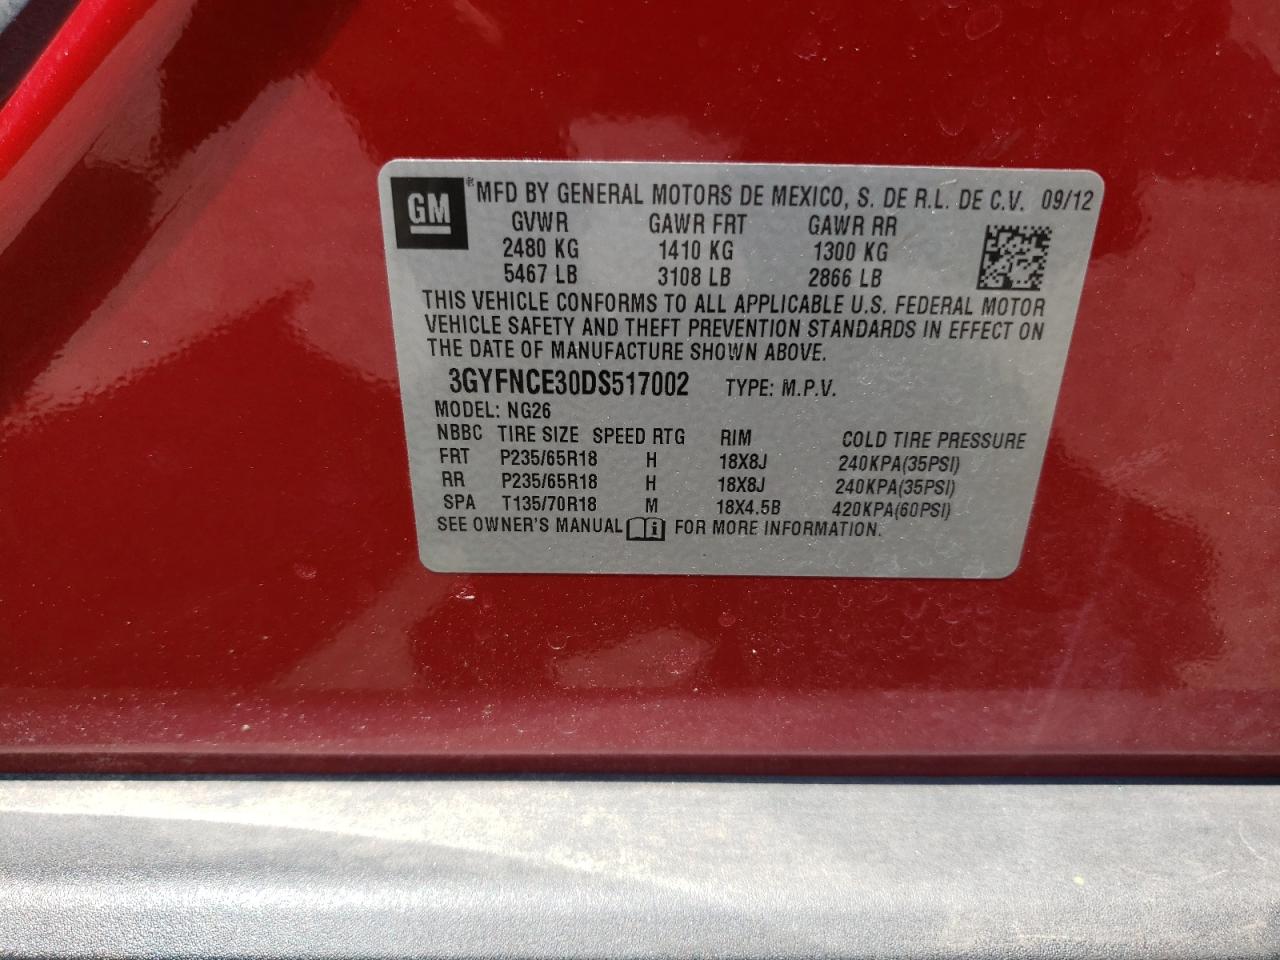 GM ® MFD BY GENERAL MOTORS DE MEXICO, S. DE R.L. DE C.V. 09/12
GVWR GAWR FRT GAWR RR
2480 KG 1410 KG 1300 KG
5467 LB 3108 LB 2866 LB
THIS VEHICLE CONFORMS TO ALL APPLICABLE U.S. FEDERAL MOTOR
VEHICLE SAFETY AND THEFT PREVENTION STANDARDS IN EFFECT ON
THE DATE OF MANUFACTURE SHOWN ABOVE.
3GYFNCE30DS517002 TYPE: M.P.V.
MODEL: NG26
NBBC TIRE SIZE SPEED RTG RIM COLD TIRE PRESSURE
FRT P235/65R18 H 18X8J 240KPA(35PSI)
RR P235/65R18 H 18X8J 240KPA(35PSI)
SPA T135/70R18 M 18X4.5B 420KPA(60PSI)
SEE OWNER'S MANUAL FOR MORE INFORMATION.